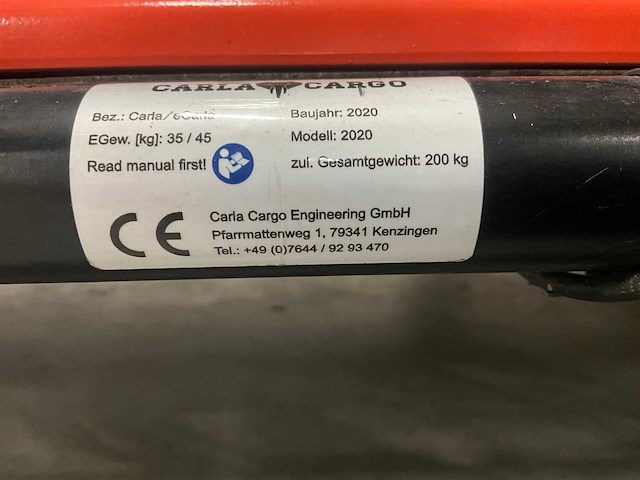 CARLA CARGO
Bez.: Carla/eCarla
Baujahr: 2020
EGew. [kg]: 35 / 45
Modell: 2020
Read manual first!
zul. Gesamtgewicht: 200 kg
CE
Carla Cargo Engineering GmbH
Pfarrmattenweg 1, 79341 Kenzingen
Tel.: +49 (0)7644 / 92 93 470